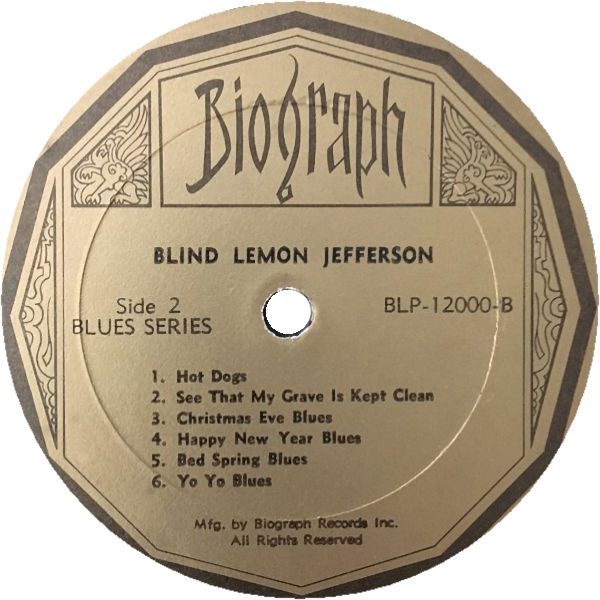 Biograph
BLIND LEMON JEFFERSON
Side 2
BLUES SERIES
BLP-12000-B
1. Hot Dogs
2. See That My Grave Is Kept Clean
3. Christmas Eve Blues
4. Happy New Year Blues
5. Bed Spring Blues
6. Yo Yo Blues
Mfg. by Biograph Records Inc.
All Rights Reserved